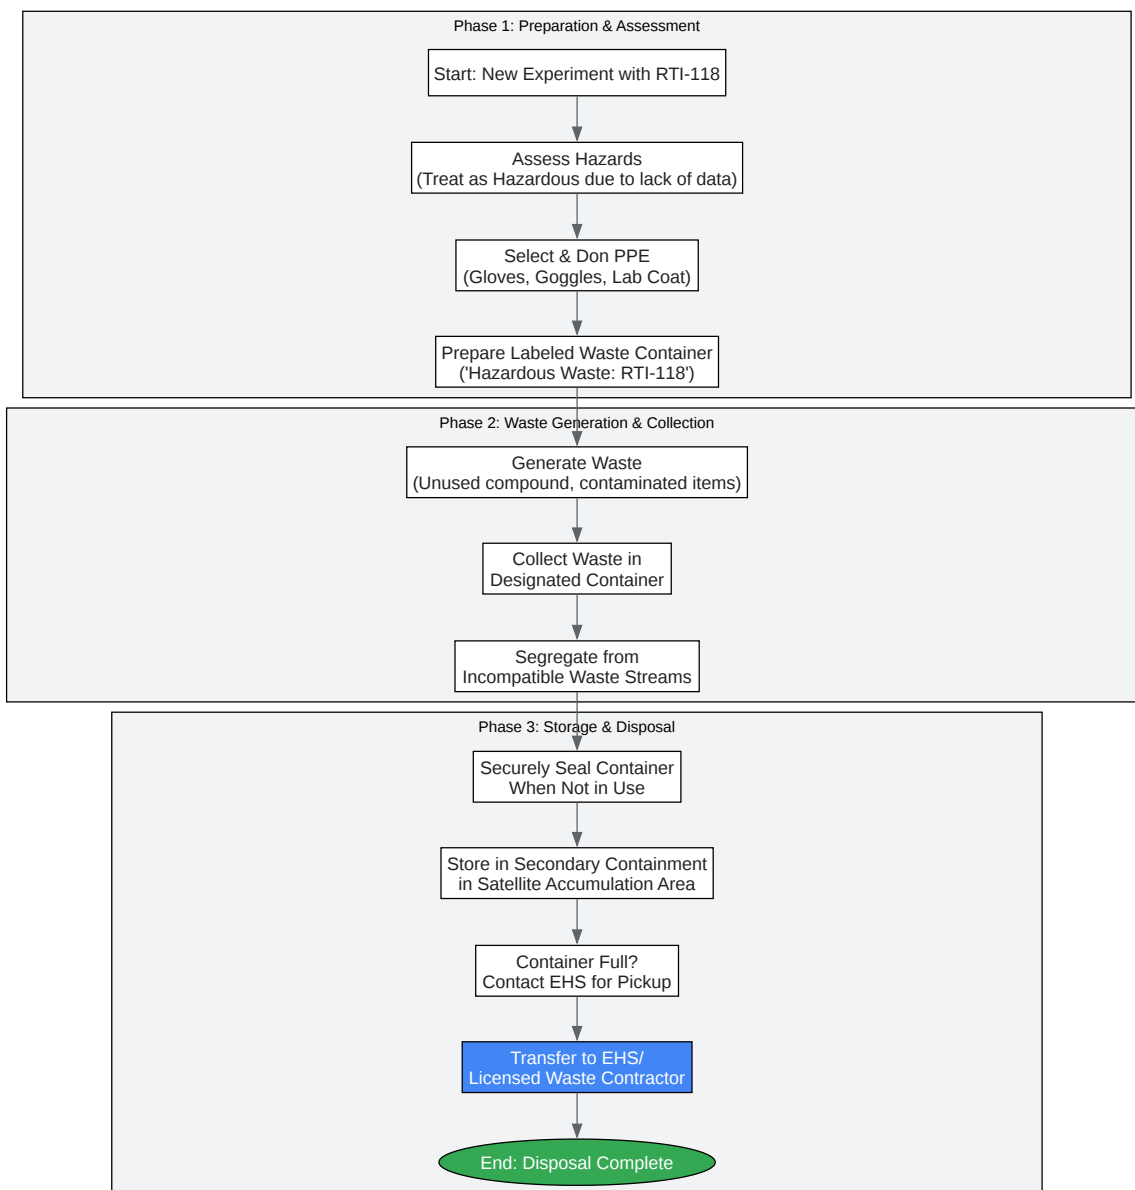 Phase 1: Preparation & Assessment
Start: New Experiment with RTI-118
Assess Hazards
(Treat as Hazardous due to lack of data)
Select & Don PPE
(Gloves, Goggles, Lab Coat)
Prepare Labeled Waste Container
('Hazardous Waste: RTI-118')
Phase 2: Waste Generation & Collection
Generate Waste
(Unused compound, contaminated items)
Collect Waste in
Designated Container
Segregate from
Incompatible Waste Streams
Phase 3: Storage & Disposal
Securely Seal Container
When Not in Use
Store in Secondary Containment
in Satellite Accumulation Area
Container Full?
Contact EHS for Pickup
Transfer to EHS/
Licensed Waste Contractor
End: Disposal Complete